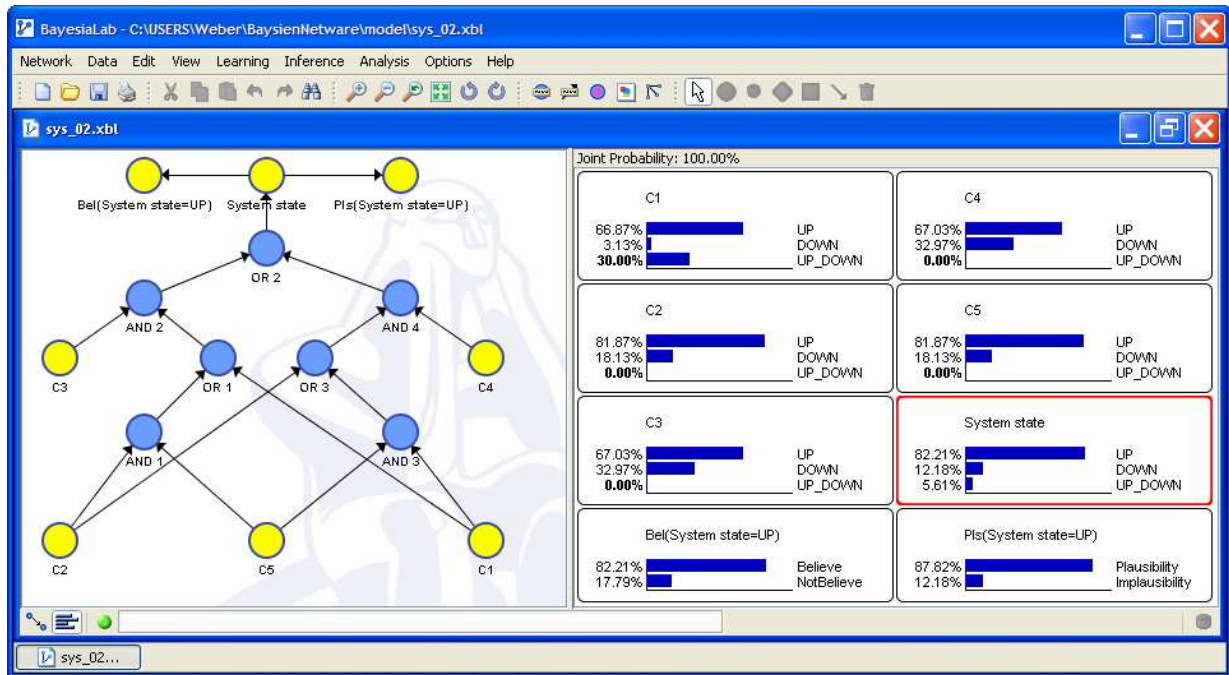 BayesiaLab - C:\USERS\Weber\BaysienNetware\model\sys_02.xbl
Network Data Edit View Learning Inference Analysis Options Help
sys_02.xbl
Bel(System state=UP) System state Pls(System state=UP)
OR 2
AND 2 AND 4
C3 OR 1 OR 3 C4
AND 1 AND 3
C2 C5 C1
Joint Probability: 100.00%
C1
66.87% UP
3.13% DOWN
30.00% UP_DOWN
C4
67.03% UP
32.97% DOWN
0.00% UP_DOWN
C2
81.87% UP
18.13% DOWN
0.00% UP_DOWN
C5
81.87% UP
18.13% DOWN
0.00% UP_DOWN
C3
67.03% UP
32.97% DOWN
0.00% UP_DOWN
System state
82.21% UP
12.18% DOWN
5.61% UP_DOWN
Bel(System state=UP)
82.21% Believe
17.79% NotBelieve
Pls(System state=UP)
87.82% Plausibility
12.18% Implausibility
sys_02...